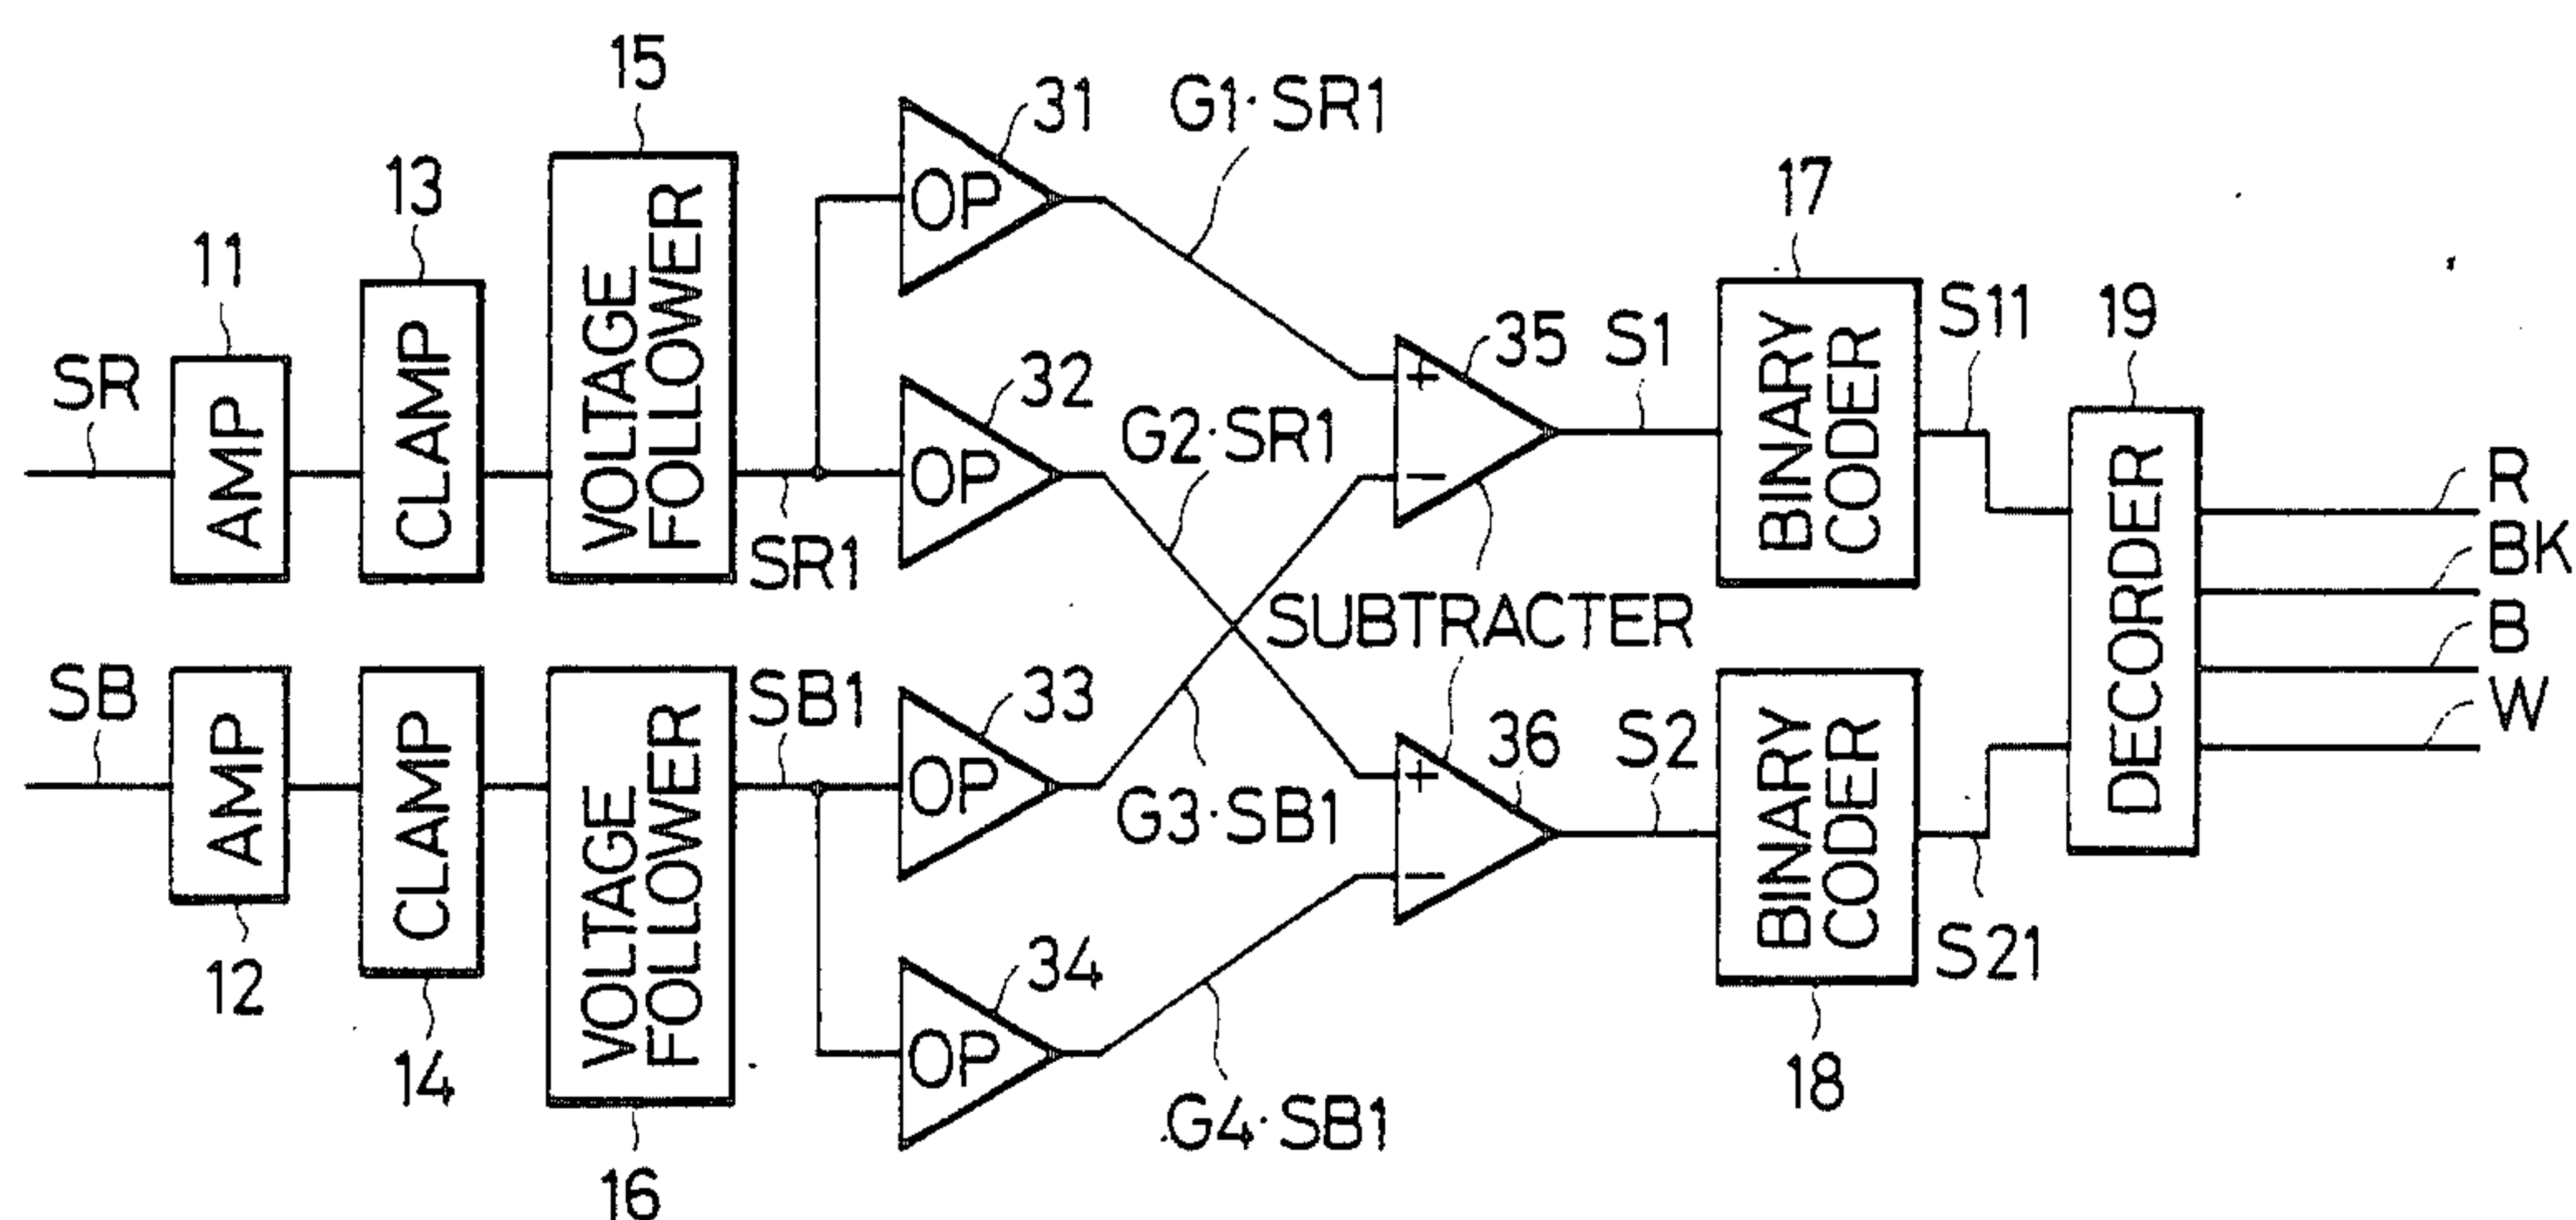 15
31
G1·SR1
13
VOLTAGE
FOLLOWER
OP
17
11
CLAMP
35
S1
BINARY
CODER
S11
19
SR
AMP
32
G2·SR1
+
−
OP
SR1
DECORDER
R
BK
B
W
SUBTRACTER
SB
AMP
CLAMP
VOLTAGE
FOLLOWER
SB1
33
OP
G3·SB1
36
+
−
S2
BINARY
CODER
S21
12
14
16
34
OP
G4·SB1
18